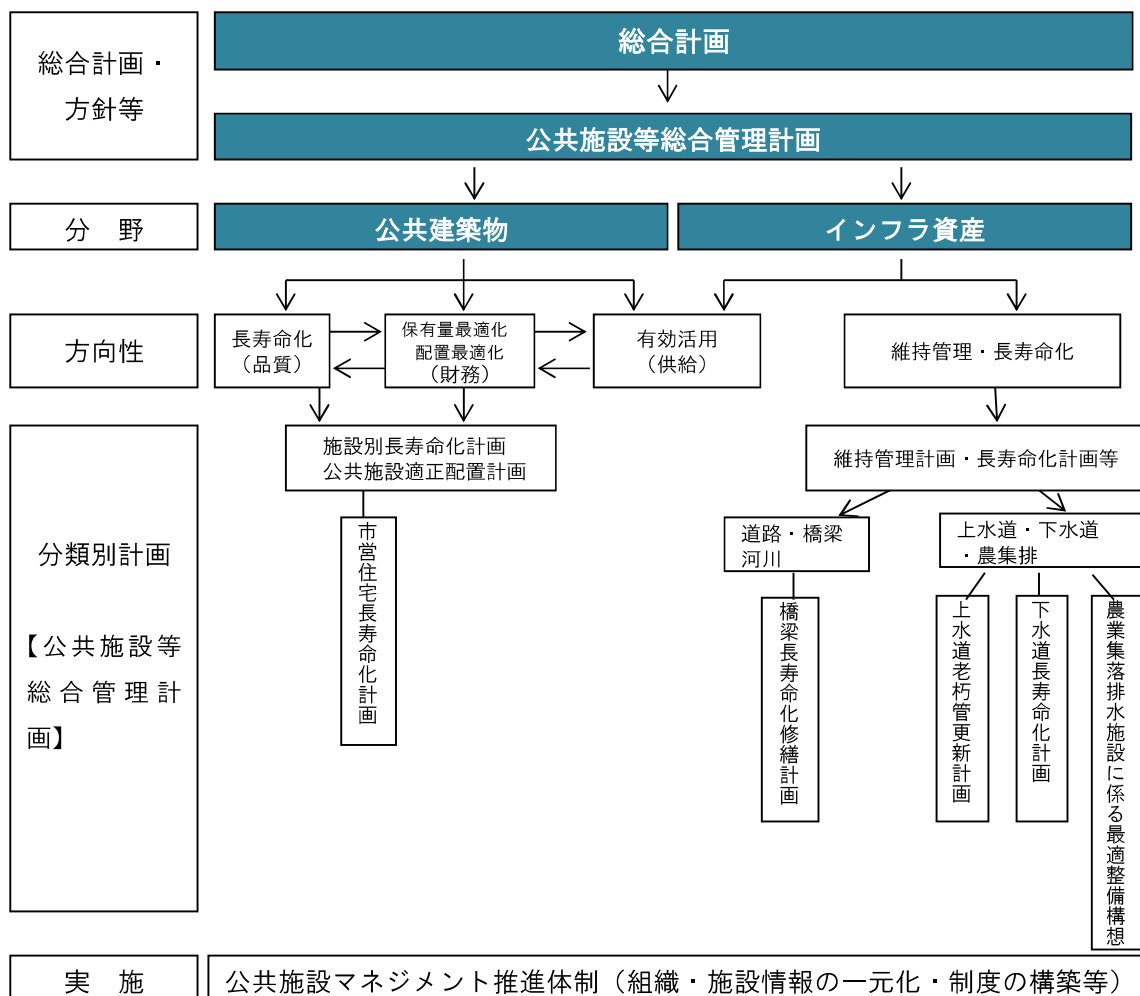 総合計画・
方針等
総合計画
公共施設等総合管理計画
分　野
公共建築物
インフラ資産
方向性
長寿命化
（品質）
保有量最適化
配置最適化
（財務）
有効活用
（供給）
維持管理・長寿命化
分類別計画
【公共施設等
総合管理計
画】
施設別長寿命化計画
公共施設適正配置計画
市営住宅長寿命化計画
維持管理計画・長寿命化計画等
道路・橋梁
河川
橋梁長寿命化修繕計画
上水道・下水道
・農集排
上水道老朽管更新計画
下水道長寿命化計画
農業集落排水施設に係る最適整備構想
実　施
公共施設マネジメント推進体制（組織・施設情報の一元化・制度の構築等）